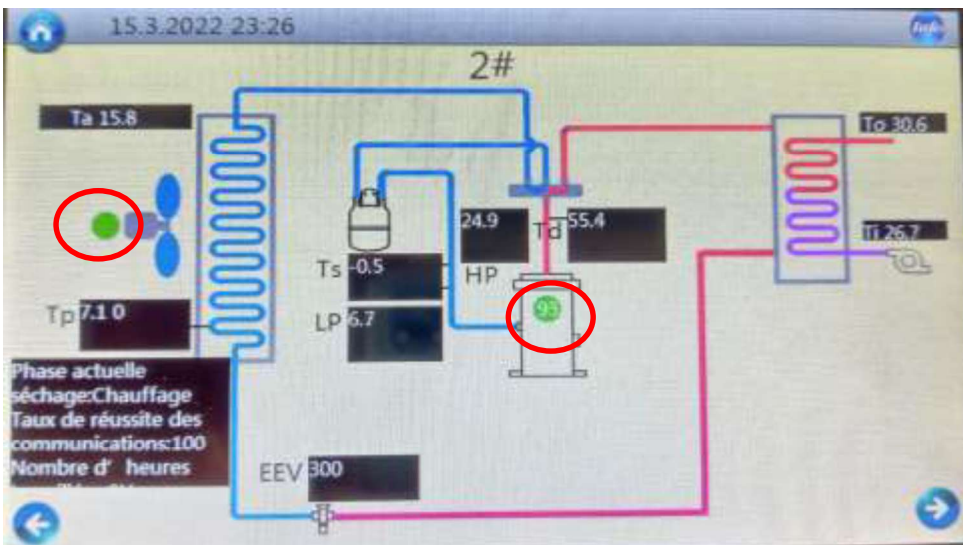 15.3.2022 23:26
2#
Ta 15.8
To 30.6
24.9
Td 55.4
Ti 26.7
Ts -0.5
HP
Tp 7.1 0
LP 6.7
Phase actuelle
séchage:Chauffage
Taux de réussite des
communications:100
Nombre d' heures
EEV 300